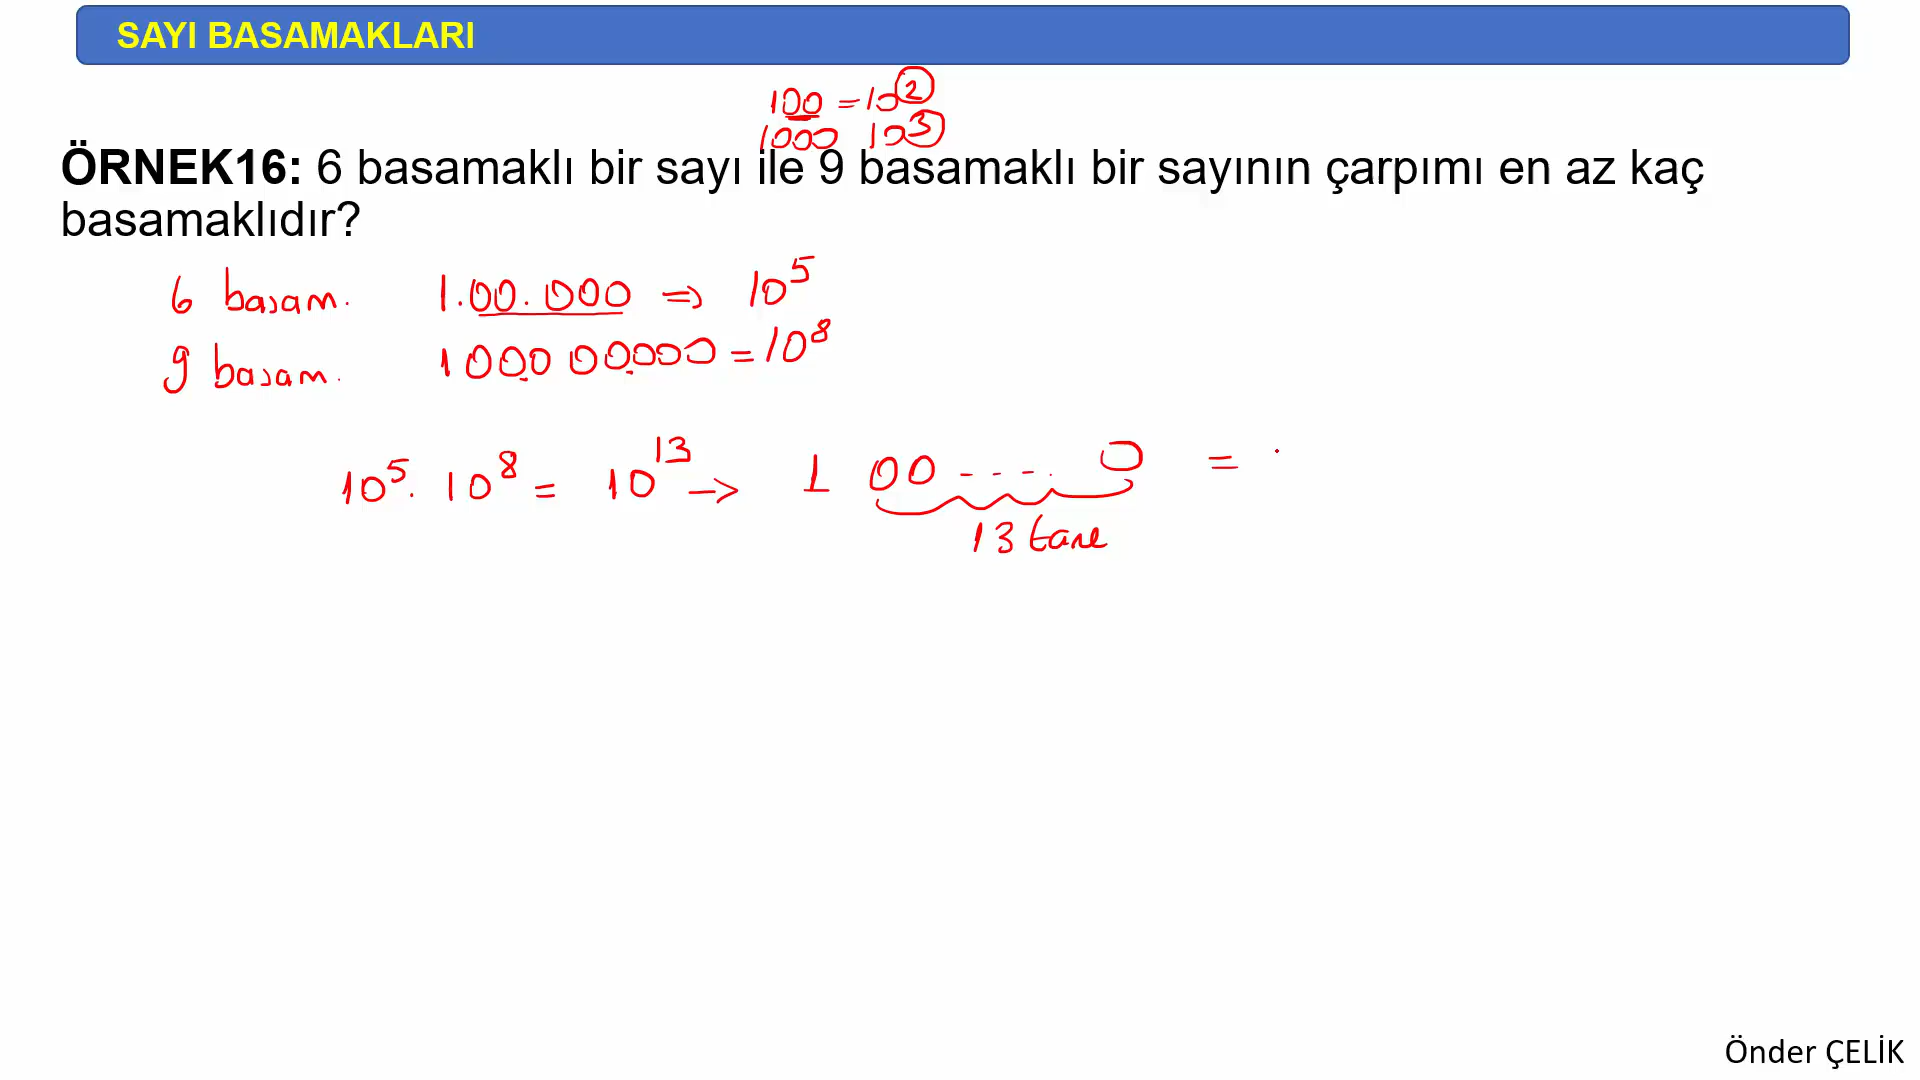 SAYI BASAMAKLARI
100 = 10²
1000 10³
ÖRNEK16: 6 basamaklı bir sayı ile 9 basamaklı bir sayının çarpımı en az kaç
basamaklıdır?
6 basam. 1.00.000 ⇒ 10⁵
9 basam. 100000000 = 10⁸
10⁵. 10⁸ = 10¹³ → 1 00 ---. 0 =
13 tane
Önder ÇELİK